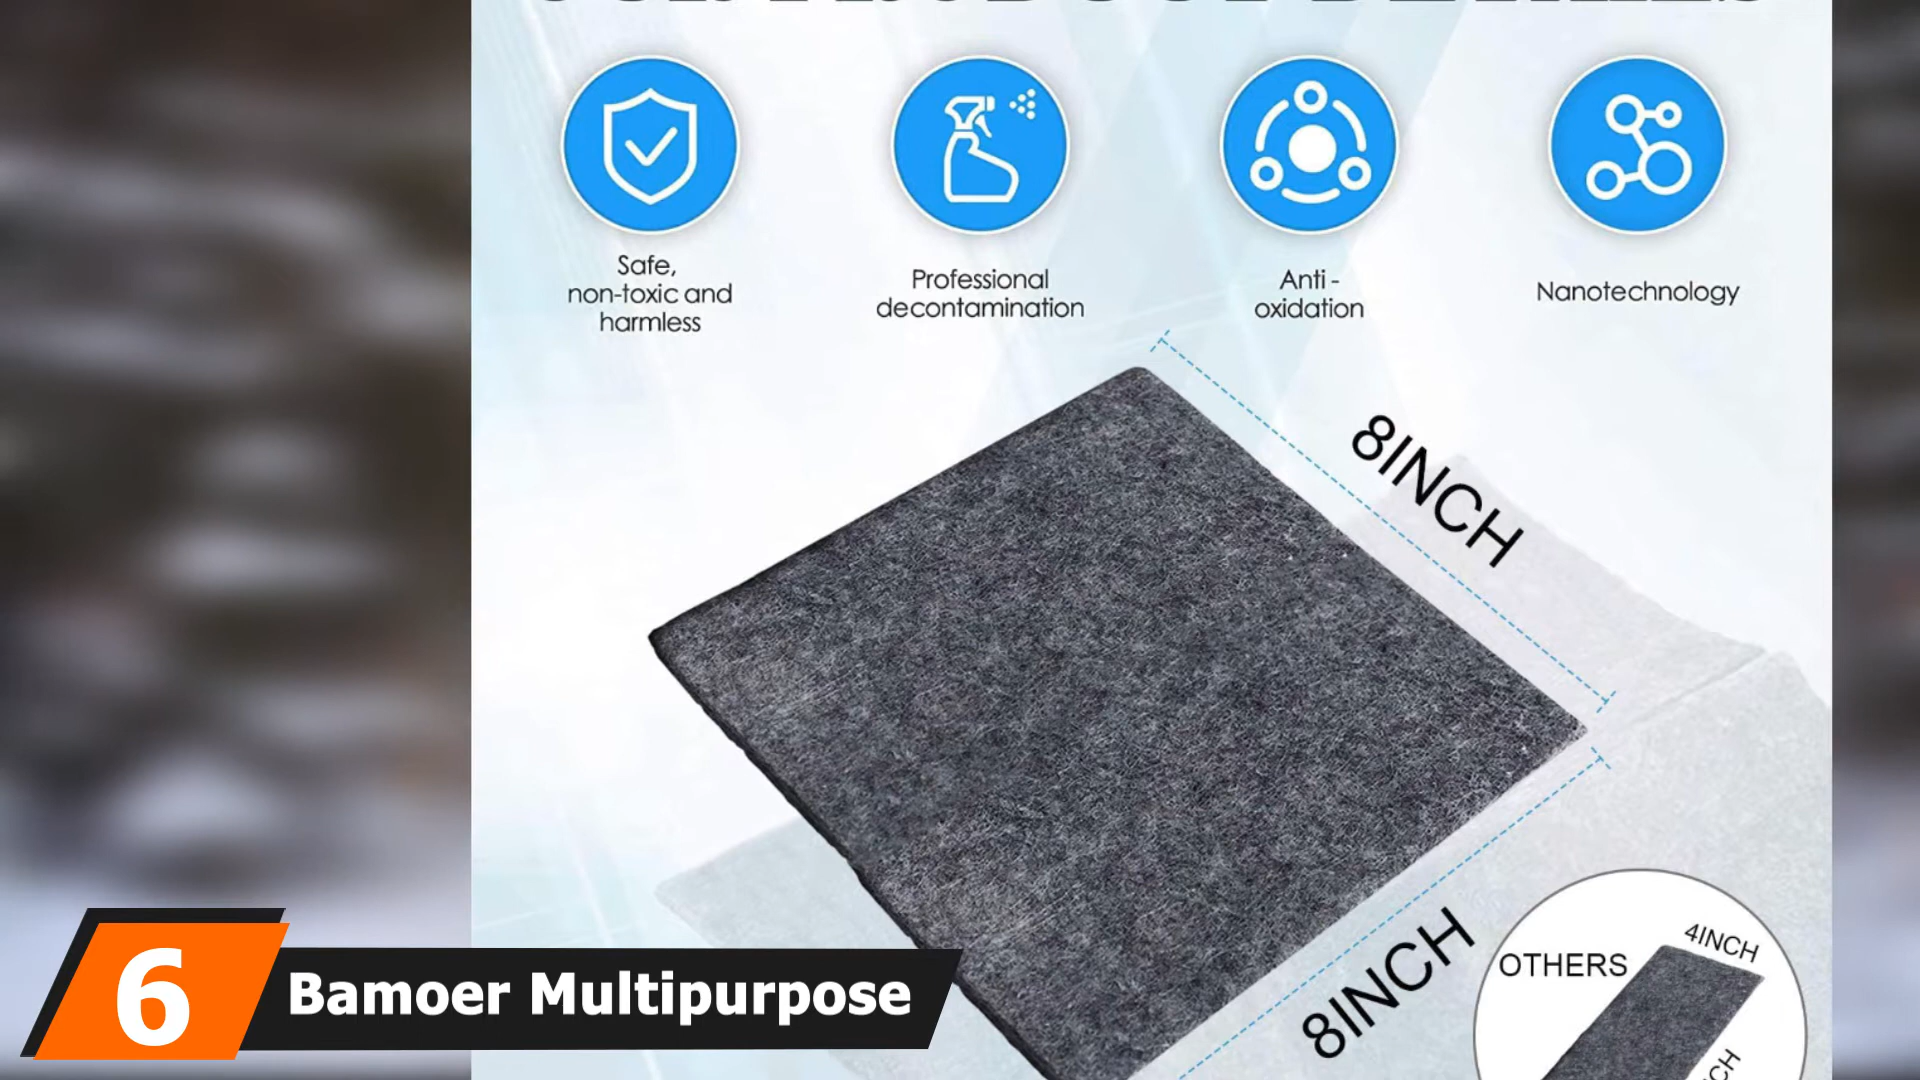 Safe,
non-toxic and
harmless
Professional
decontamination
Anti -
oxidation
Nanotechnology
8INCH
8INCH
OTHERS
4INCH
6
Bamoer Multipurpose